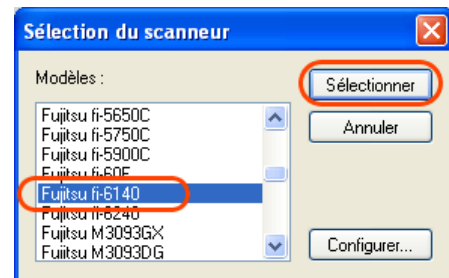 Sélection du scanneur
Modèles :
Sélectionner
Fujitsu fi-5650C
Fujitsu fi-5750C
Annuler
Fujitsu fi-5900C
Fujitsu fi-60F
Fujitsu fi-6140
Fujitsu fi-6240
Fujitsu M3093GX
Fujitsu M3093DG
Configurer...